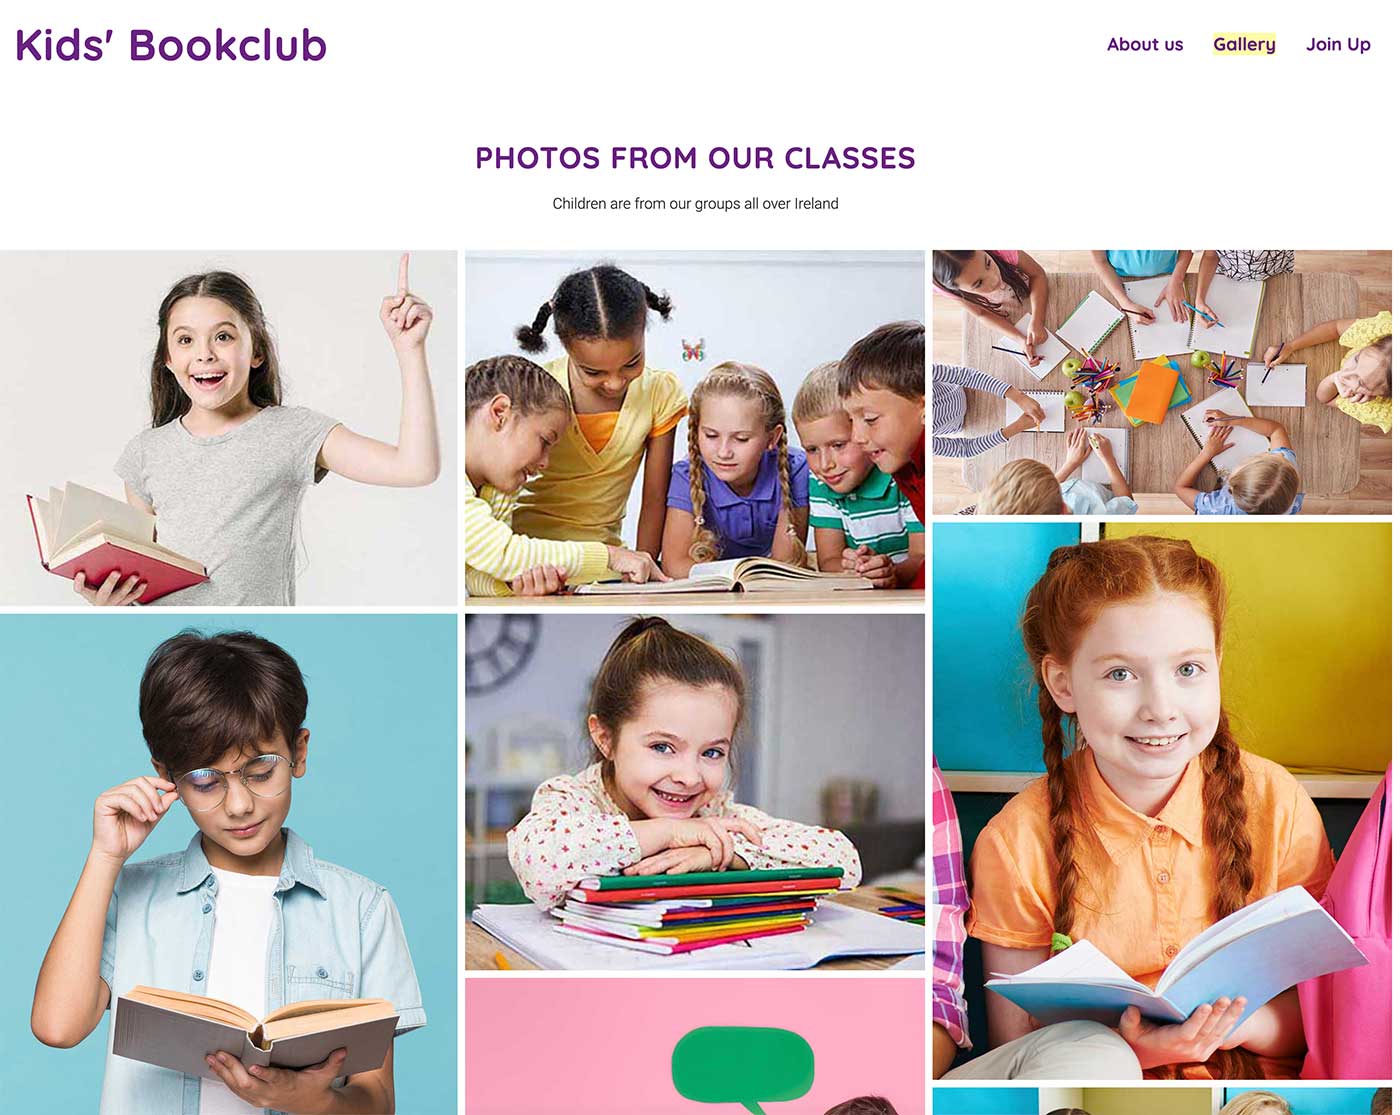 Kids' Bookclub
About us Gallery Join Up
PHOTOS FROM OUR CLASSES
Children are from our groups all over Ireland